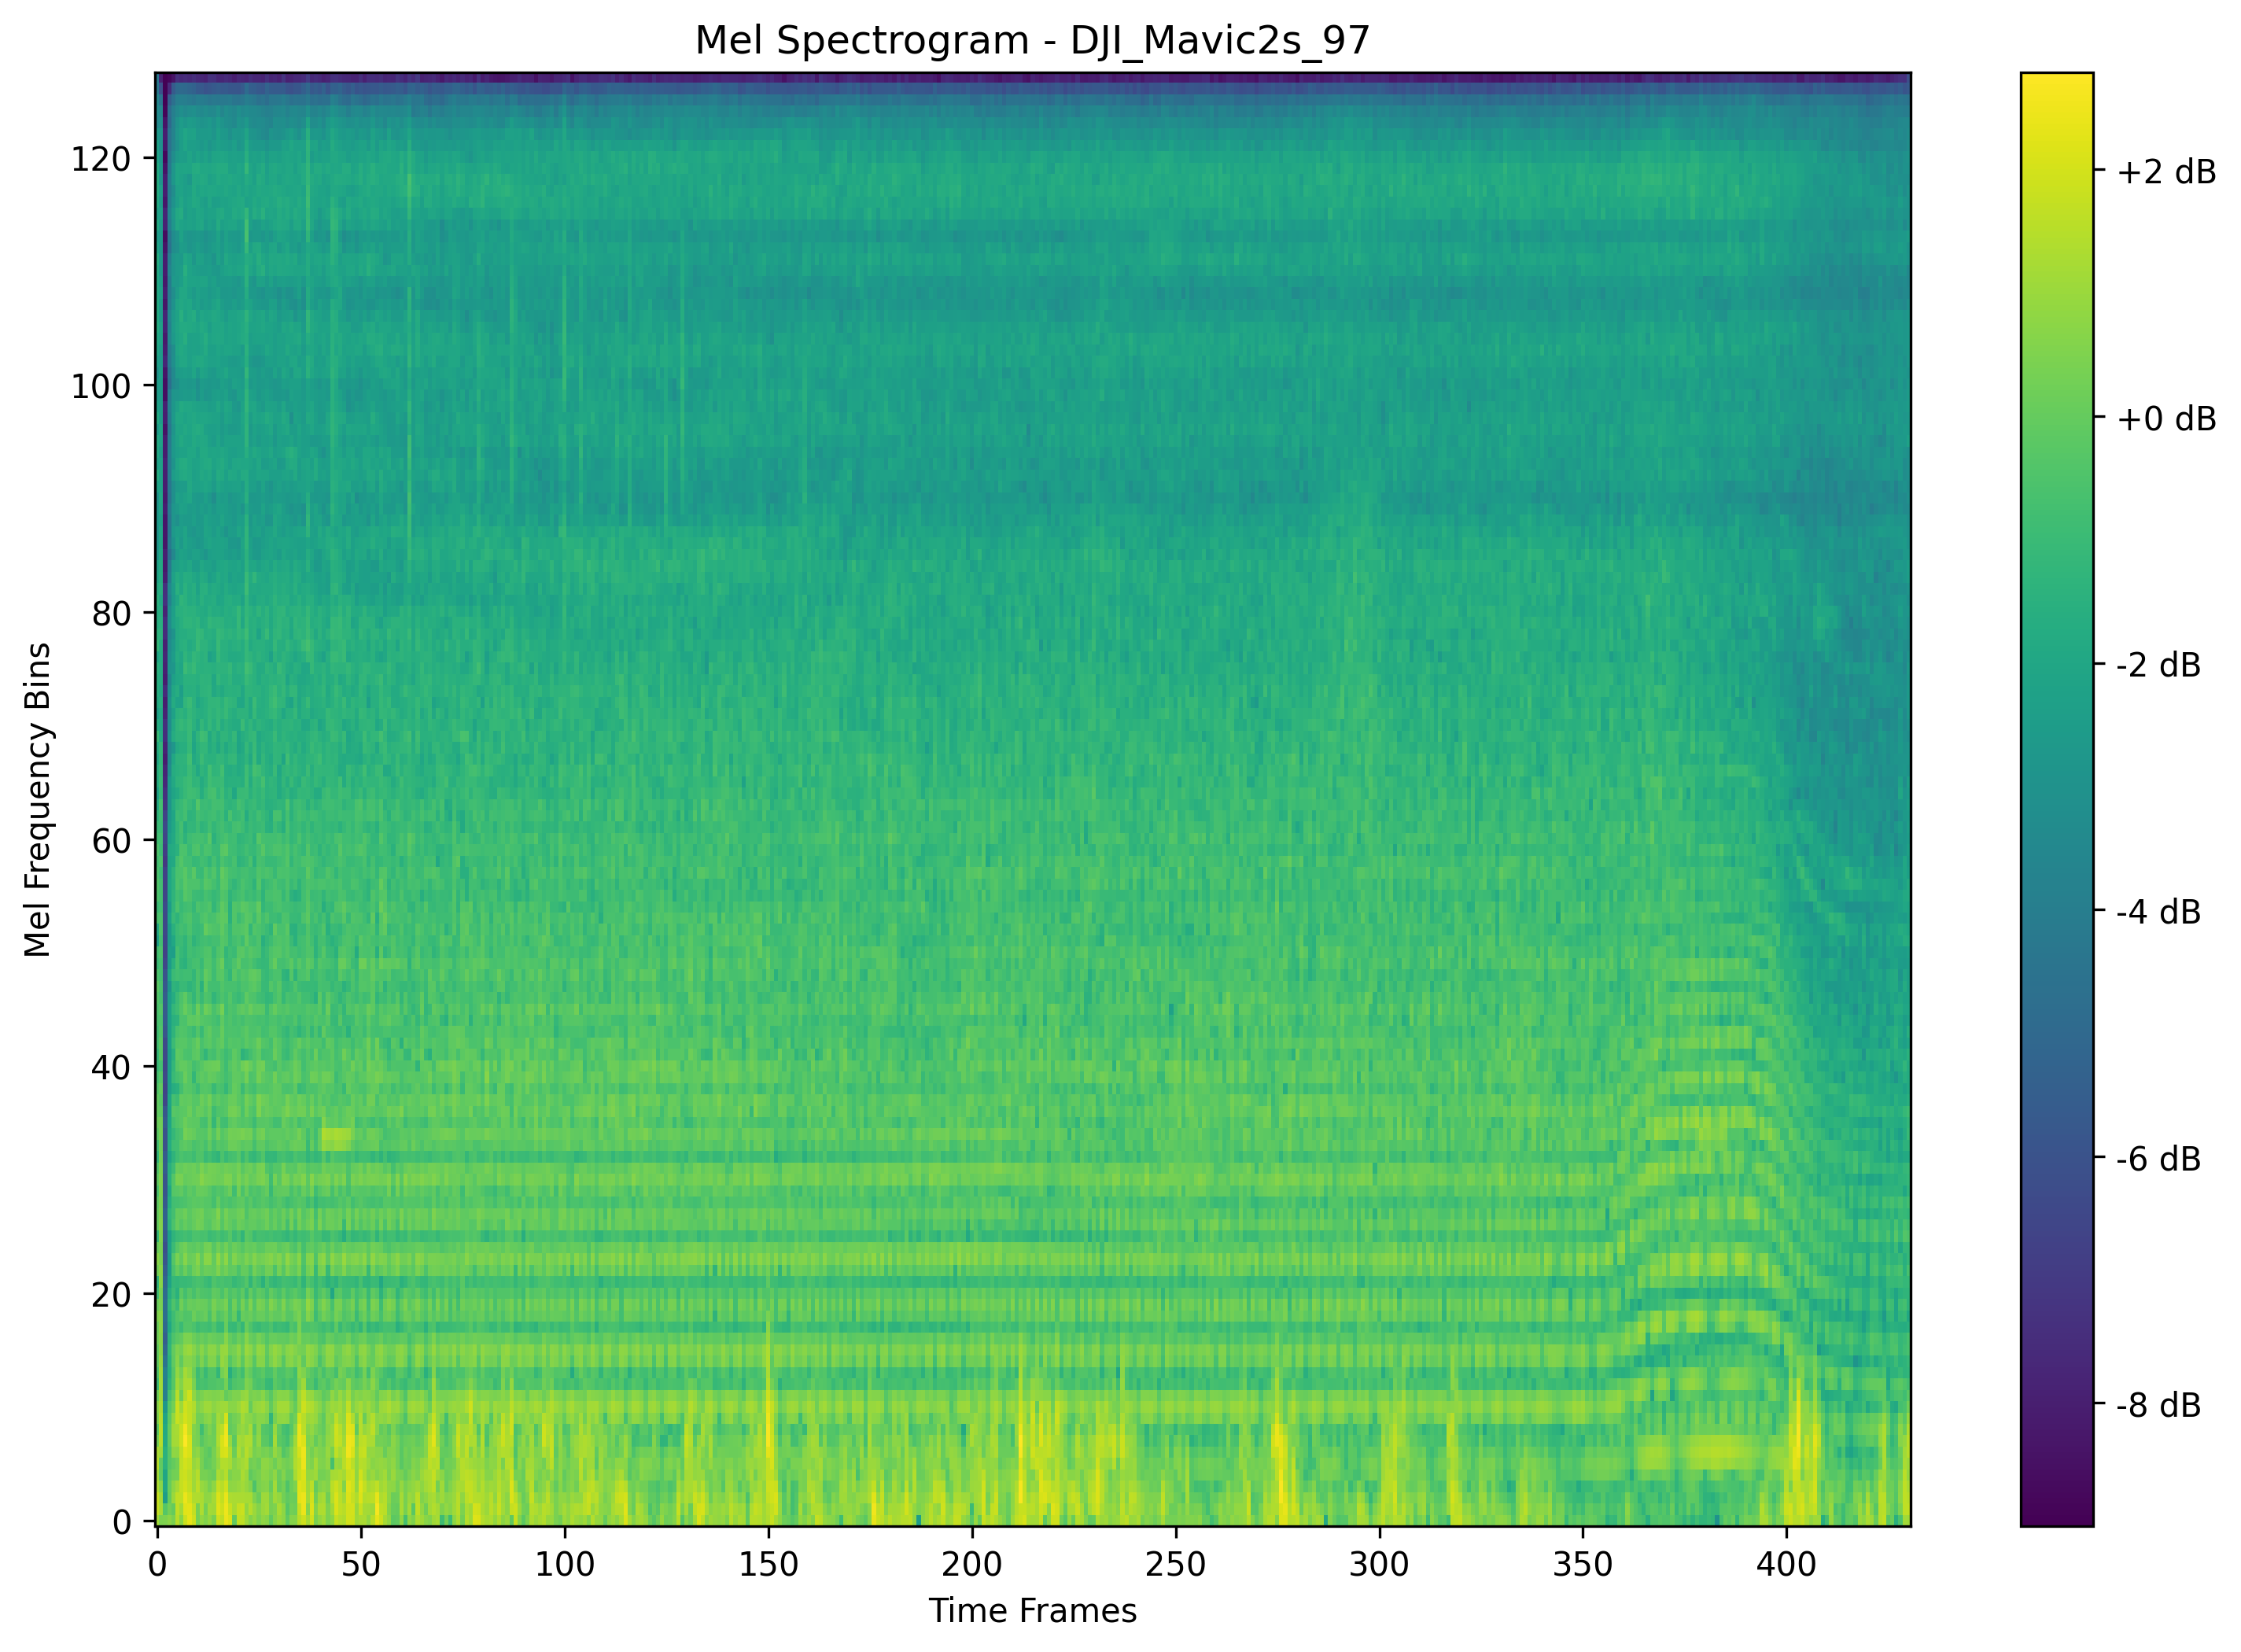 Mel Spectrogram - DJI_Mavic2s_97
Mel Frequency Bins
120
100
80
60
40
20
0
0 50 100 150 200 250 300 350 400
Time Frames
+2 dB
+0 dB
-2 dB
-4 dB
-6 dB
-8 dB